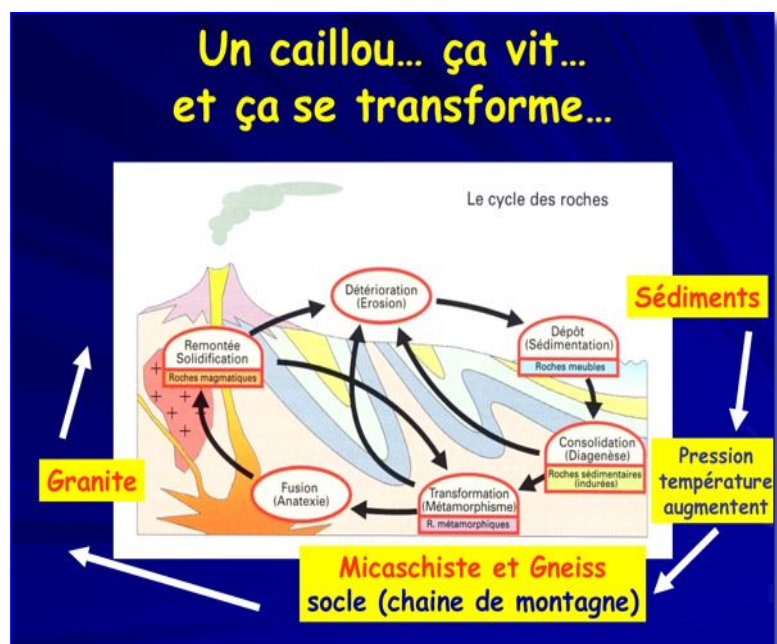 Un caillou... ça vit...
et ça se transforme...
Le cycle des roches
Détérioration
(Erosion)
Sédiments
Dépôt
(Sédimentation)
Roches meubles
Remontée
Solidification
Roches magmatiques
Consolidation
(Diagenèse)
Roches sédimentaires
(indurées)
Pression
température
augmentent
Granite
Fusion
(Anatexie)
Transformation
(Métamorphisme)
R. métamorphiques
Micaschiste et Gneiss
socle (chaine de montagne)